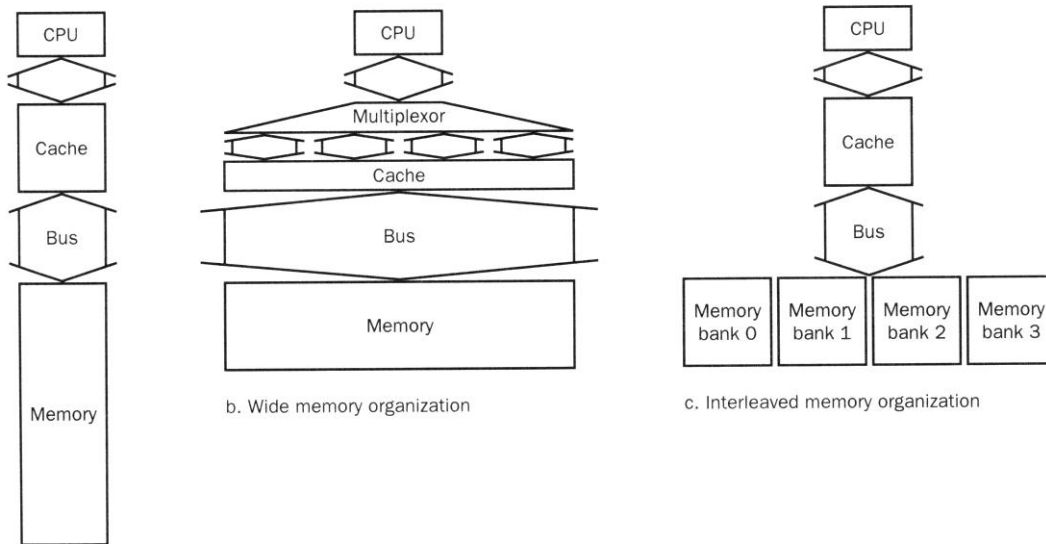 CPU
Cache
Bus
Memory
CPU
Multiplexor
Cache
Bus
Memory
b. Wide memory organization
CPU
Cache
Bus
Memory
bank 0
Memory
bank 1
Memory
bank 2
Memory
bank 3
c. Interleaved memory organization